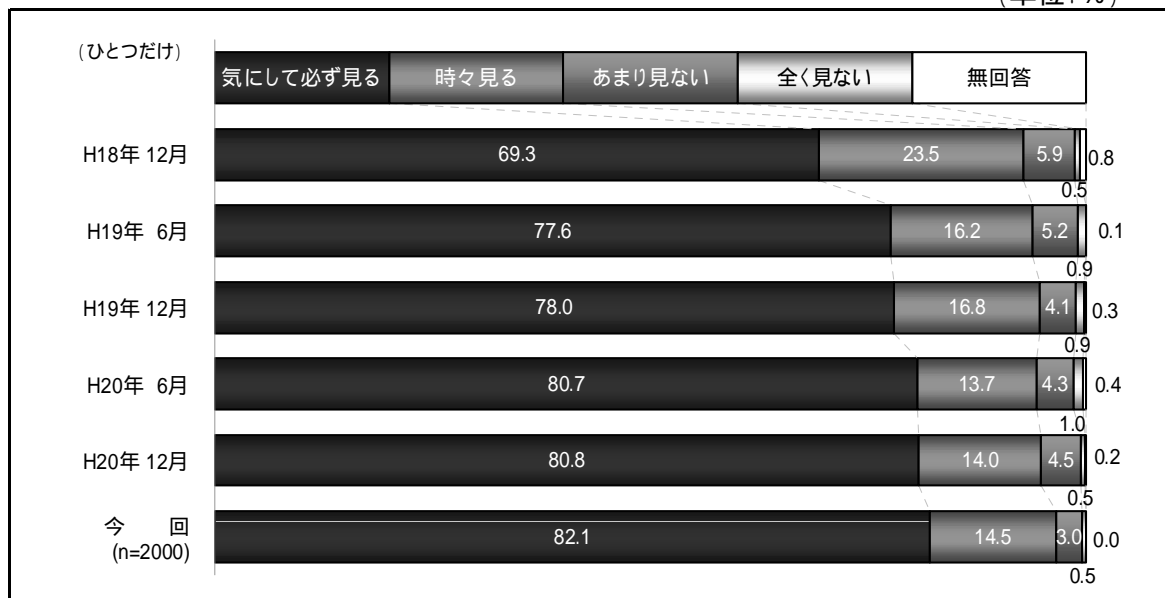 (単位:%)
(ひとつだけ)
気にして必ず見る 時々見る あまり見ない 全く見ない 無回答
H18年 12月 69.3 23.5 5.9 0.8
0.5
H19年 6月 77.6 16.2 5.2 0.1
0.9
H19年 12月 78.0 16.8 4.1 0.3
0.9
H20年 6月 80.7 13.7 4.3 0.4
1.0
H20年 12月 80.8 14.0 4.5 0.2
0.5
今 回
(n=2000) 82.1 14.5 3.0 0.0
0.5